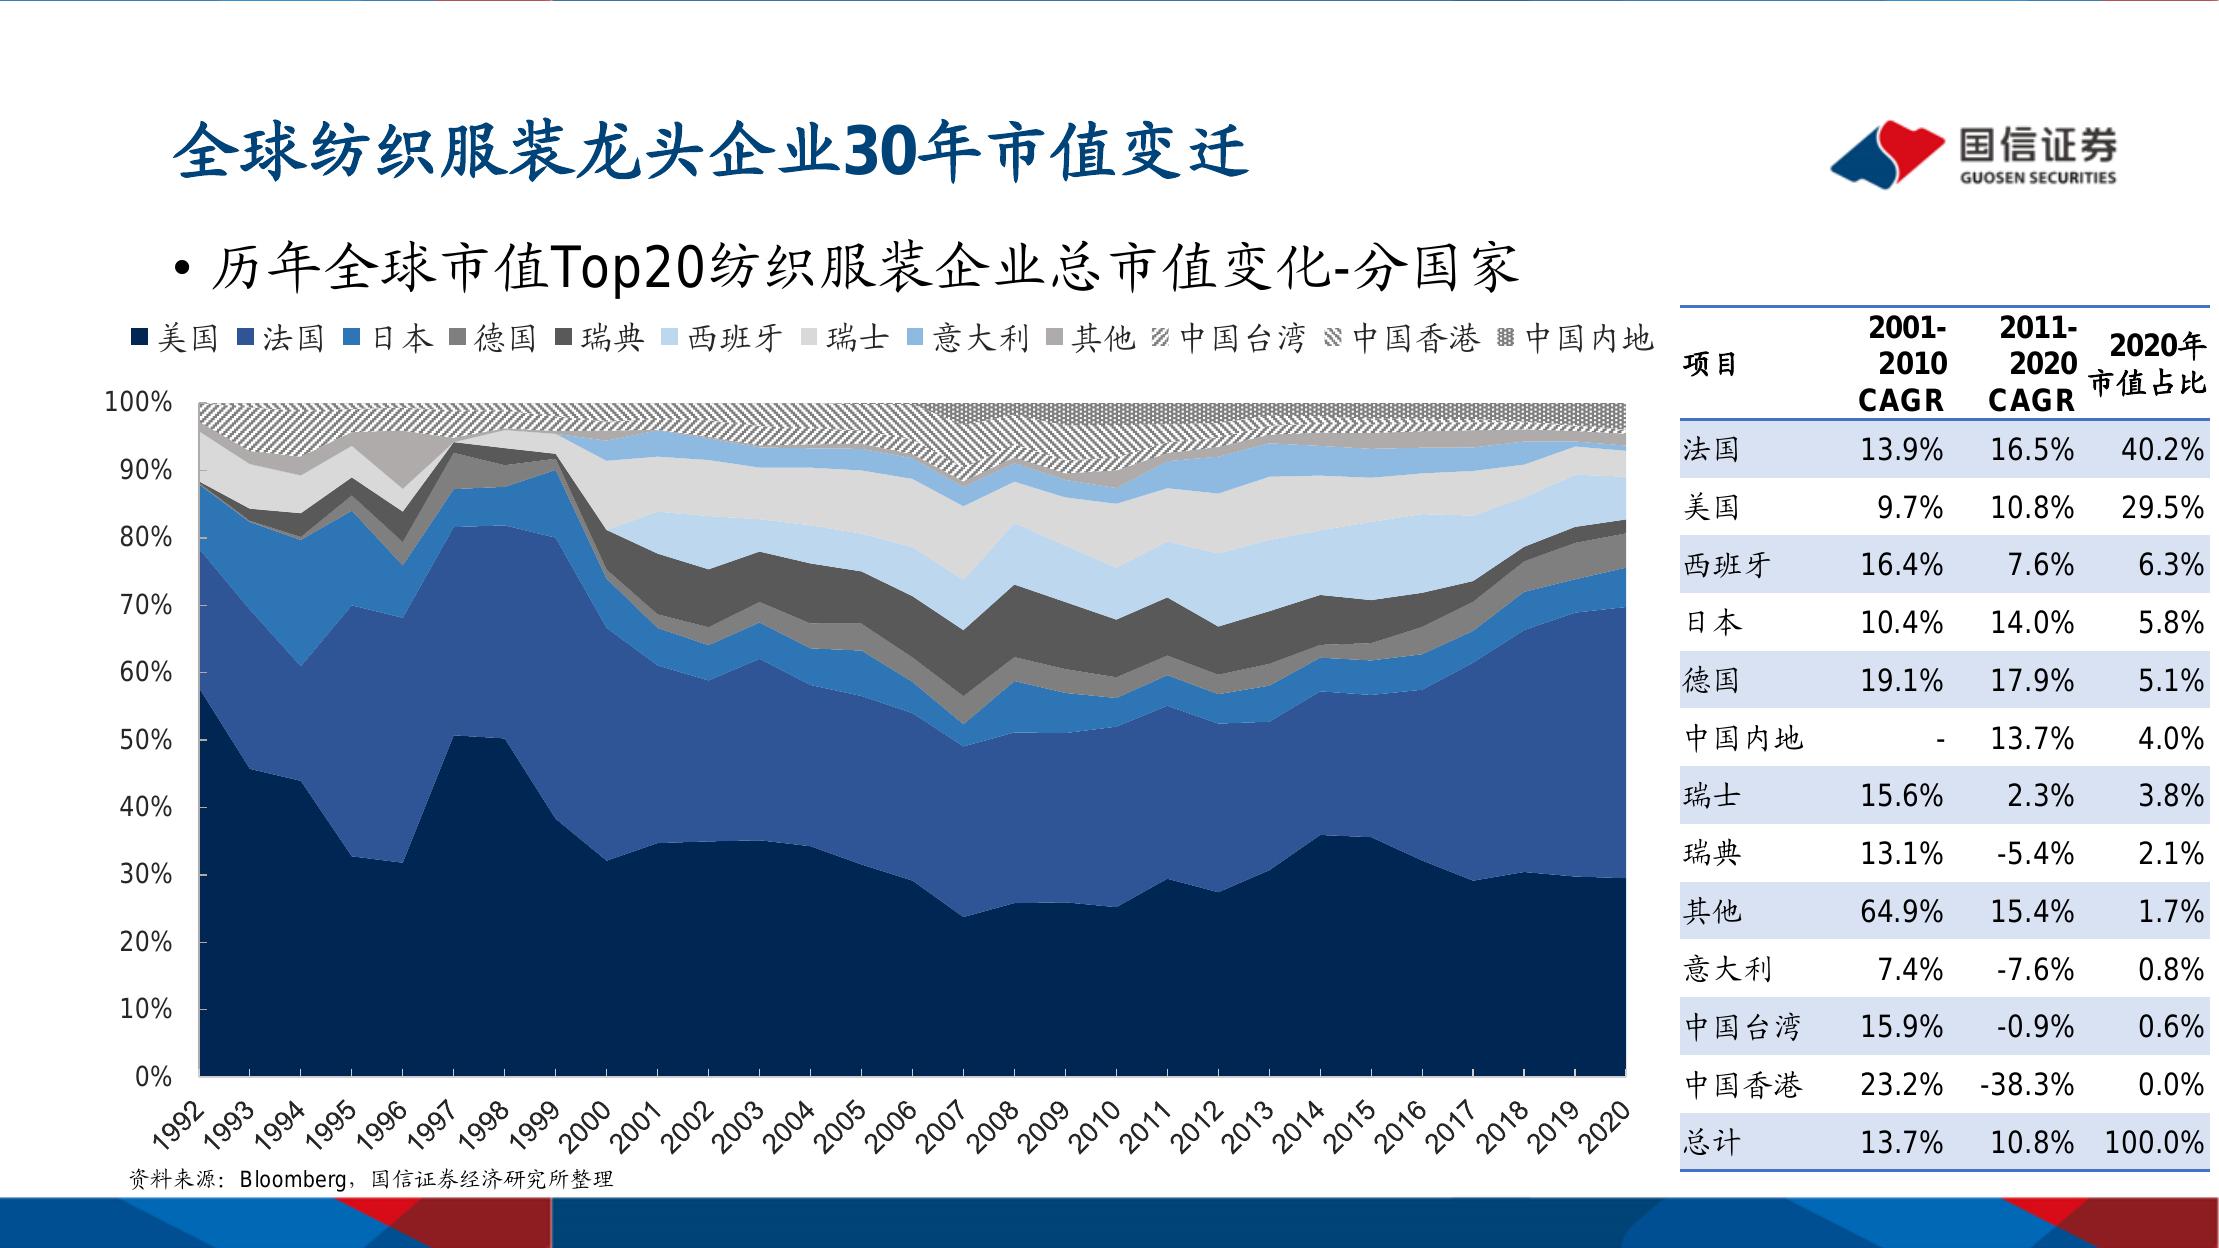 全球纺织服装龙头企业30年市值变迁
国信证券
GUOSEN SECURITIES
• 历年全球市值Top20纺织服装企业总市值变化-分国家
美国 法国 日本 德国 瑞典 西班牙 瑞士 意大利 其他 中国台湾 中国香港 中国内地
100%
90%
80%
70%
60%
50%
40%
30%
20%
10%
0%
1992 1993 1994 1995 1996 1997 1998 1999 2000 2001 2002 2003 2004 2005 2006 2007 2008 2009 2010 2011 2012 2013 2014 2015 2016 2017 2018 2019 2020
项目 2001-2010 CAGR 2011-2020 CAGR 2020年市值占比
法国 13.9% 16.5% 40.2%
美国 9.7% 10.8% 29.5%
西班牙 16.4% 7.6% 6.3%
日本 10.4% 14.0% 5.8%
德国 19.1% 17.9% 5.1%
中国内地 - 13.7% 4.0%
瑞士 15.6% 2.3% 3.8%
瑞典 13.1% -5.4% 2.1%
其他 64.9% 15.4% 1.7%
意大利 7.4% -7.6% 0.8%
中国台湾 15.9% -0.9% 0.6%
中国香港 23.2% -38.3% 0.0%
总计 13.7% 10.8% 100.0%
资料来源：Bloomberg，国信证券经济研究所整理